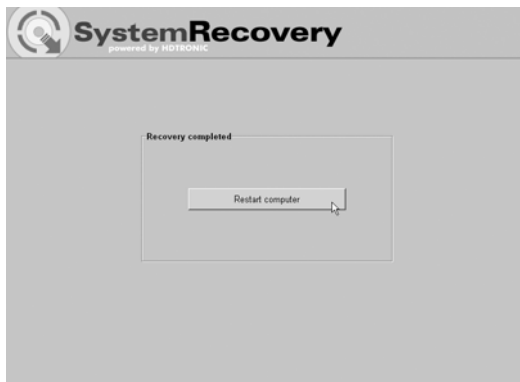 SystemRecovery
powered by HDTRONIC
Recovery completed
Restart computer